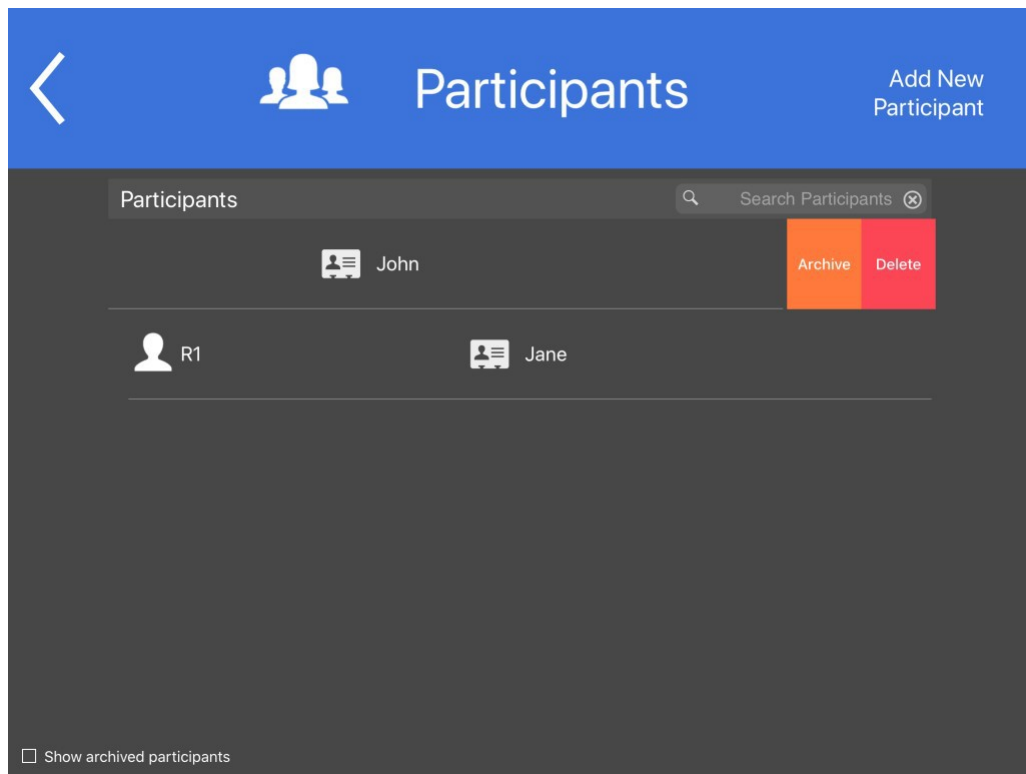 Participants
Add New
Participant
Participants
Search Participants
John
Archive
Delete
R1
Jane
Show archived participants